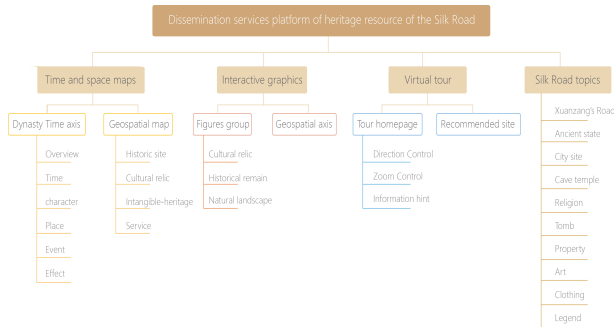 Dissemination services platform of heritage resource of the Silk Road
Time and space maps
Interactive graphics
Virtual tour
Silk Road topics
Dynasty Time axis
Geospatial map
Figures group
Geospatial axis
Tour homepage
Recommended site
Overview
Time
character
Place
Event
Effect
Historic site
Cultural relic
Intangible-heritage
Service
Cultural relic
Historical remain
Natural landscape
Direction Control
Zoom Control
Information hint
Xuanzang's Road
Ancient state
City site
Cave temple
Religion
Tomb
Property
Art
Clothing
Legend